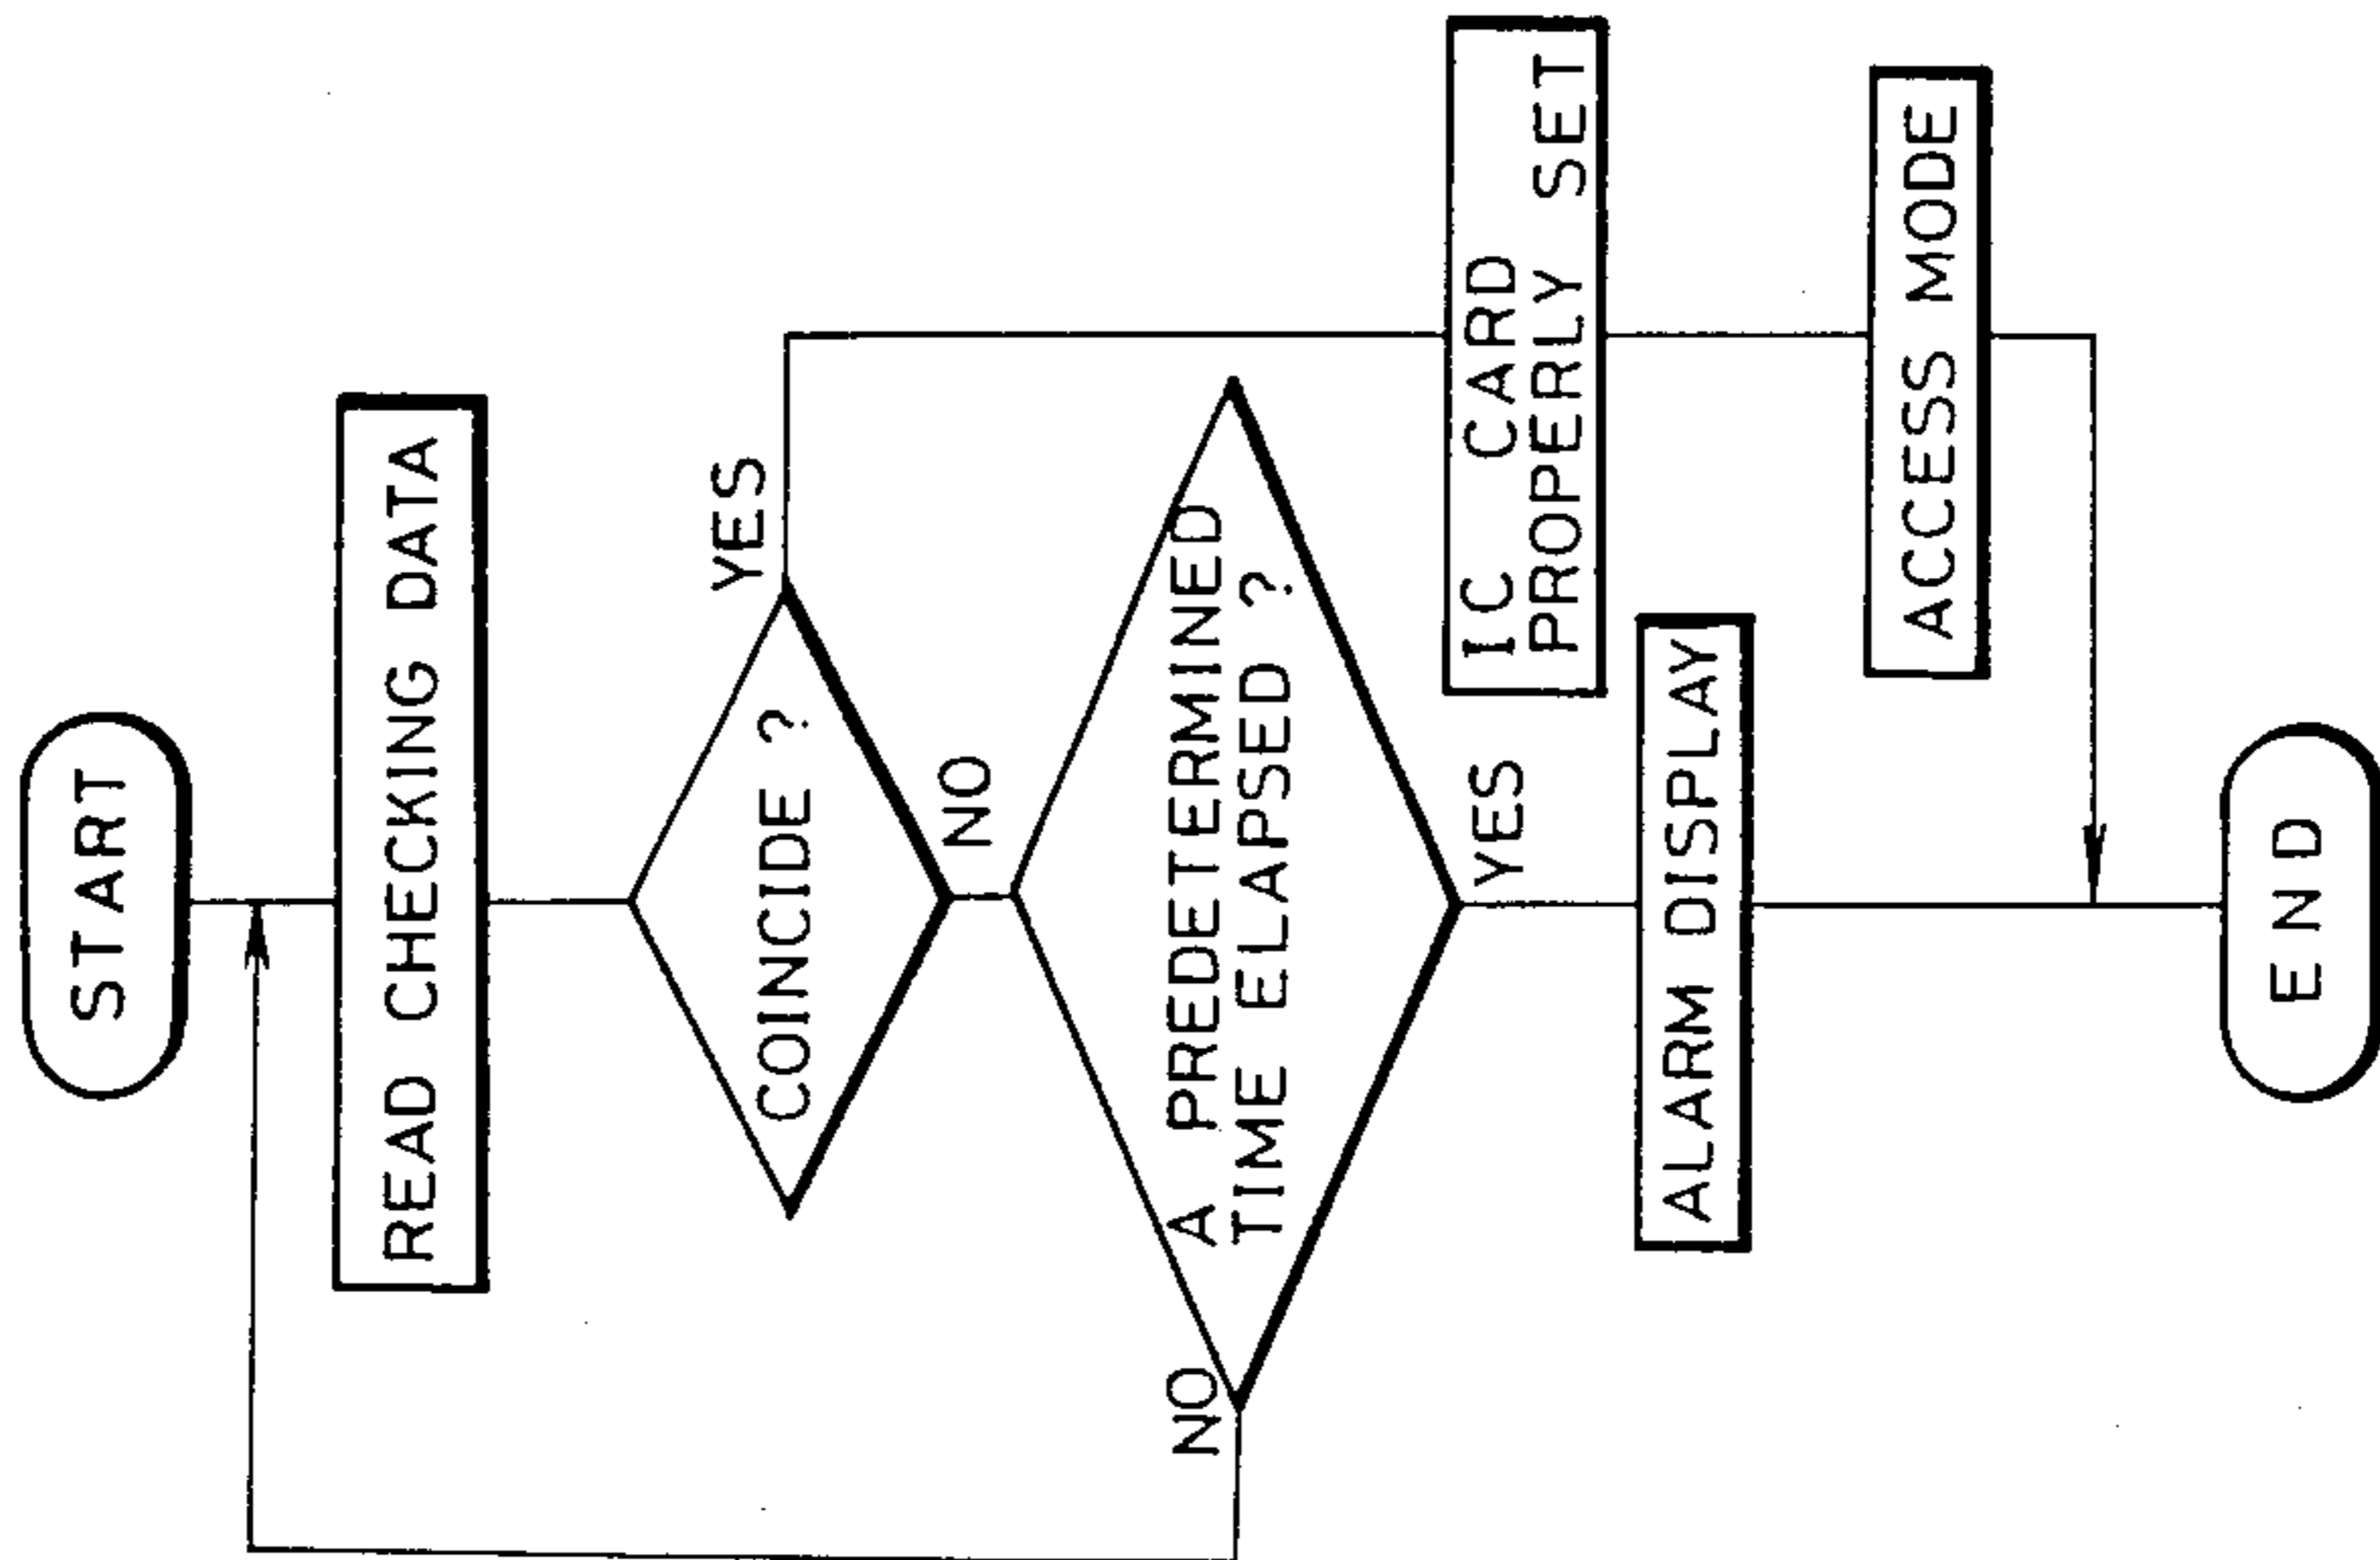 START
READ CHECKING DATA
COINCIDE ?
YES
NO
A PREDETERMINED
TIME ELAPSED ?
NO
YES
IC CARD
PROPERLY SET
ALARM DISPLAY
ACCESS MODE
END